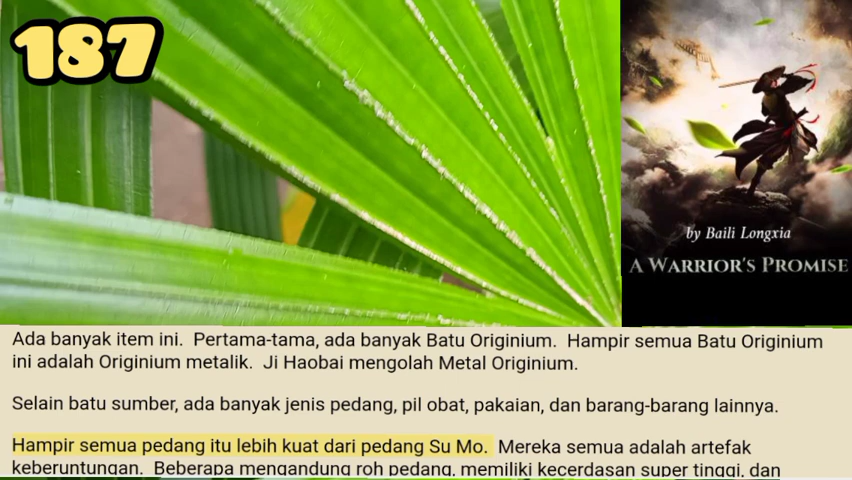 187
by Baili Longxia
A WARRIOR'S PROMISE
Ada banyak item ini. Pertama-tama, ada banyak Batu Originium. Hampir semua Batu Originium
ini adalah Originium metalik. Ji Haobai mengolah Metal Originium.
Selain batu sumber, ada banyak jenis pedang, pil obat, pakaian, dan barang-barang lainnya.
Hampir semua pedang itu lebih kuat dari pedang Su Mo. Mereka semua adalah artefak
keberuntungan. Beberapa mengandung roh pedang, memiliki kecerdasan super tinggi, dan